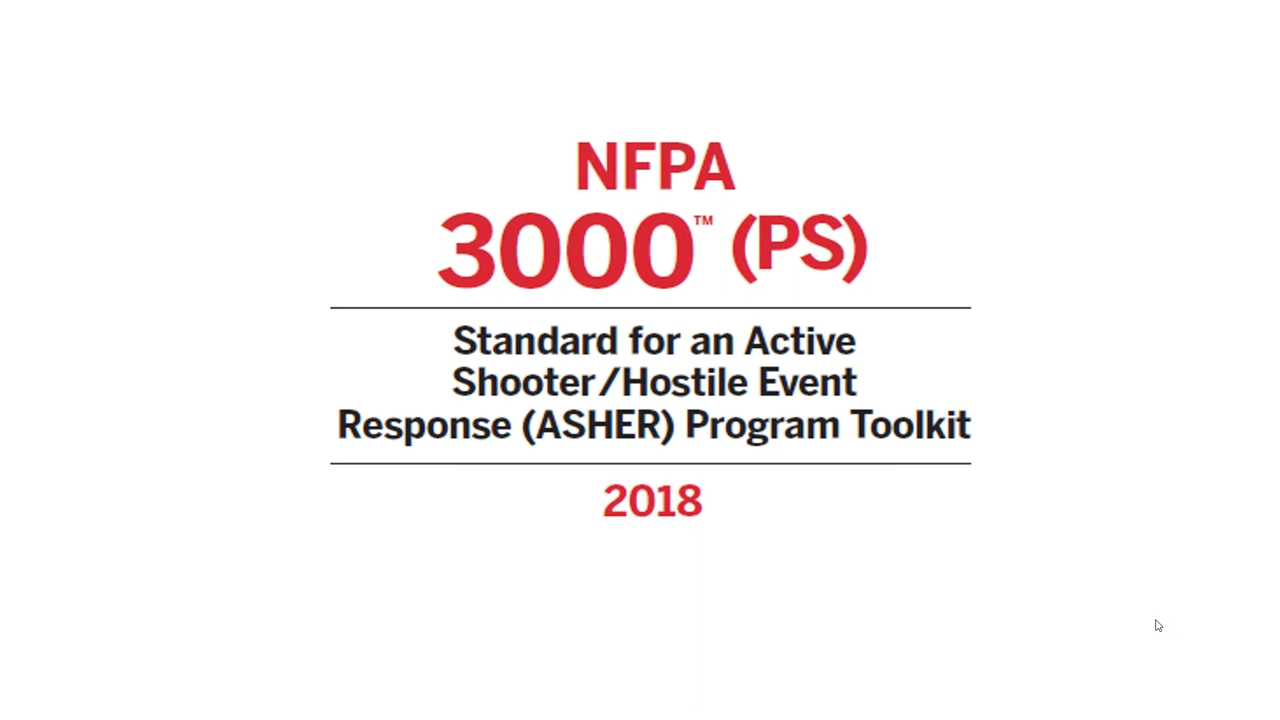 NFPA
3000™ (PS)
Standard for an Active
Shooter/Hostile Event
Response (ASHER) Program Toolkit
2018